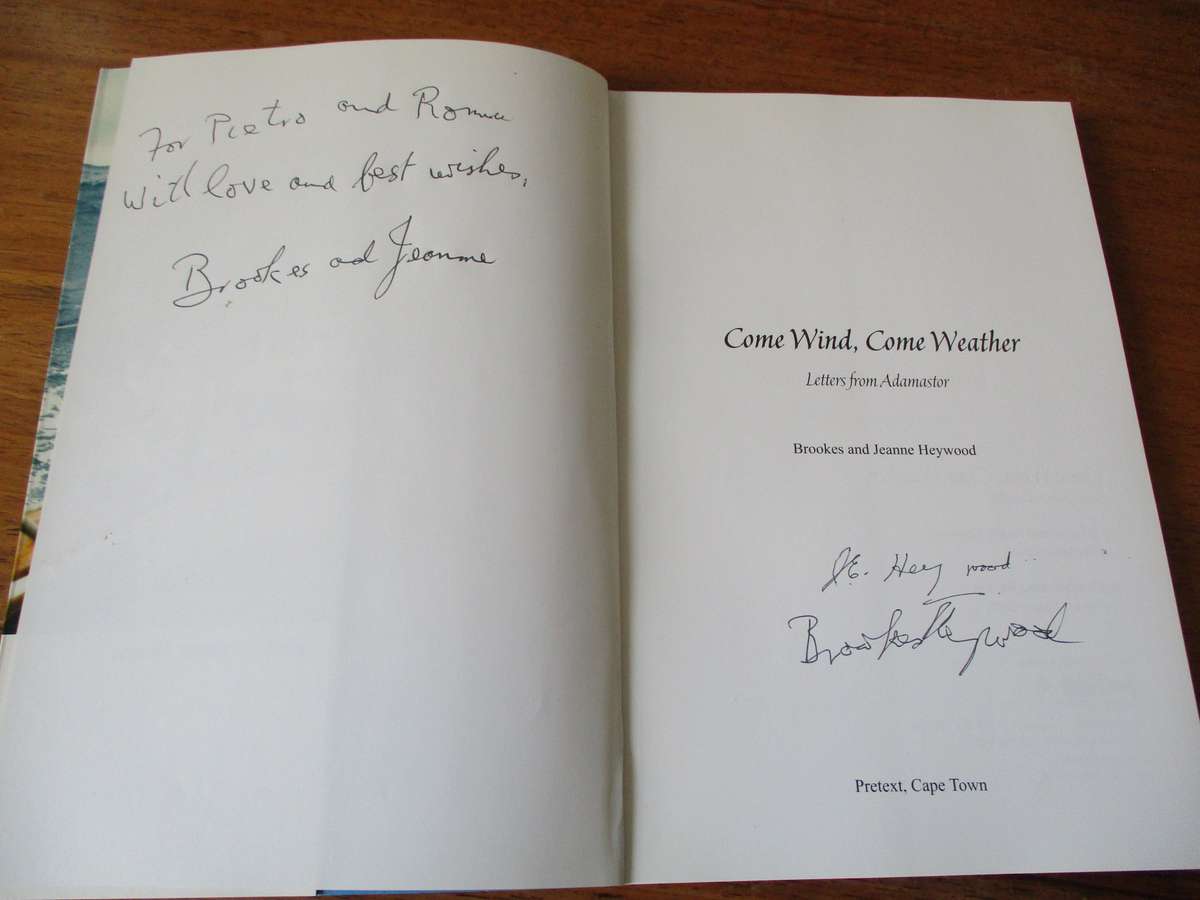 For Pietro and Romna
With love and best wishes,
Brookes and Jeanne
Come Wind, Come Weather
Letters from Adamastor
Brookes and Jeanne Heywood
J.E. Heywood
Brookes Heywood
Pretext, Cape Town